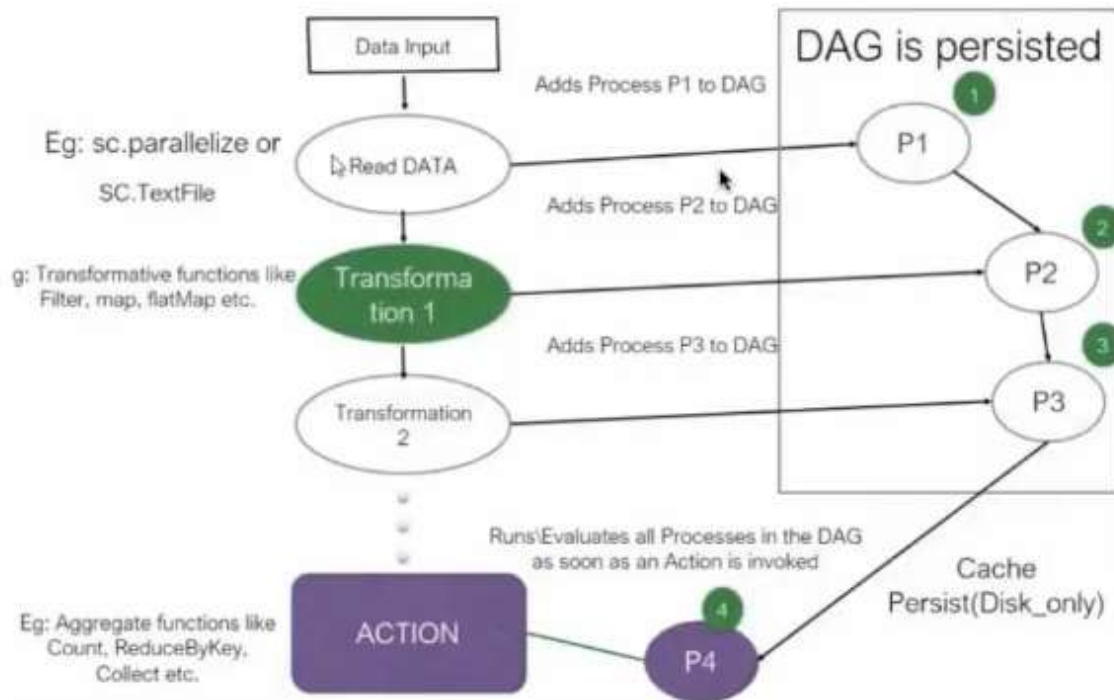 Data Input
DAG is persisted
Adds Process P1 to DAG
1
Eg: sc.parallelize or
SC.TextFile
Read DATA
P1
Adds Process P2 to DAG
2
g: Transformative functions like
Filter, map, flatMap etc.
Transforma
tion 1
P2
Adds Process P3 to DAG
3
Transformation
2
P3
Runs\Evaluates all Processes in the DAG
as soon as an Action is invoked
Cache
Persist(Disk_only)
4
Eg: Aggregate functions like
Count, ReduceByKey,
Collect etc.
ACTION
P4